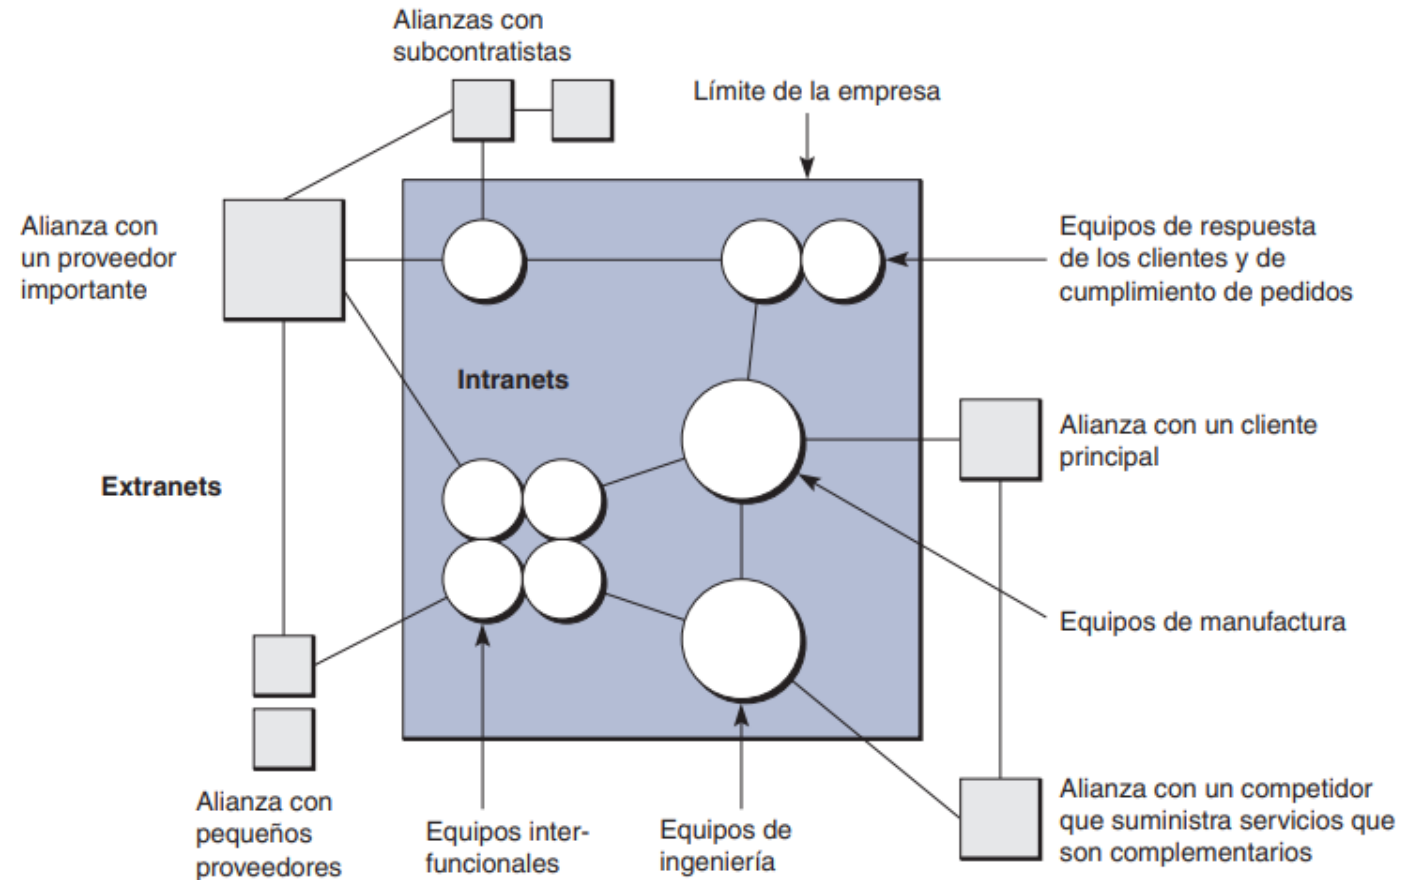 Alianzas con
subcontratistas
Límite de la empresa
Alianza con
un proveedor
importante
Equipos de respuesta
de los clientes y de
cumplimiento de pedidos
Intranets
Alianza con un cliente
principal
Extranets
Equipos de manufactura
Alianza con
pequeños
proveedores
Equipos inter-
funcionales
Equipos de
ingeniería
Alianza con un competidor
que suministra servicios que
son complementarios